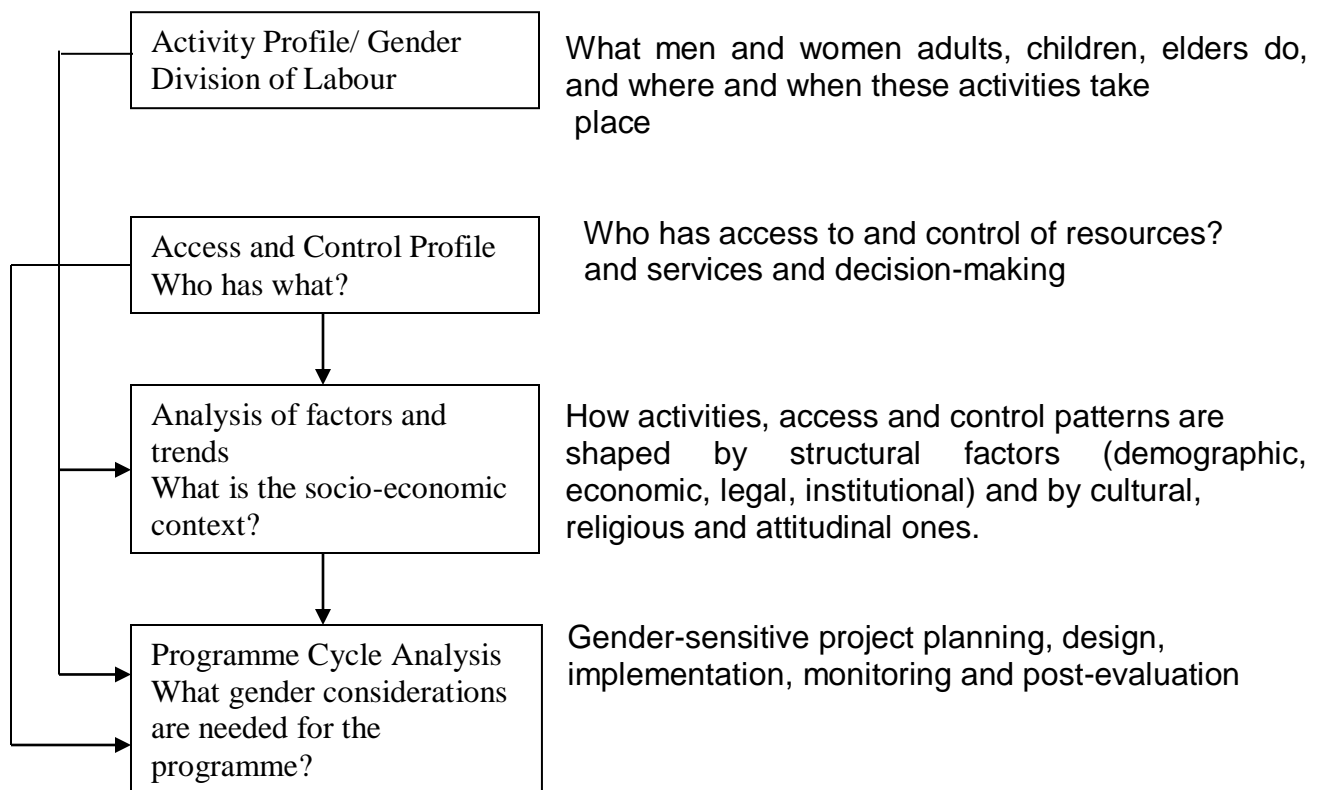 Activity Profile/ Gender
Division of Labour
What men and women adults, children, elders do,
and where and when these activities take
place
Access and Control Profile
Who has what?
Who has access to and control of resources?
and services and decision-making
Analysis of factors and
trends
What is the socio-economic
context?
How activities, access and control patterns are
shaped by structural factors (demographic,
economic, legal, institutional) and by cultural,
religious and attitudinal ones.
Programme Cycle Analysis
What gender considerations
are needed for the
programme?
Gender-sensitive project planning, design,
implementation, monitoring and post-evaluation